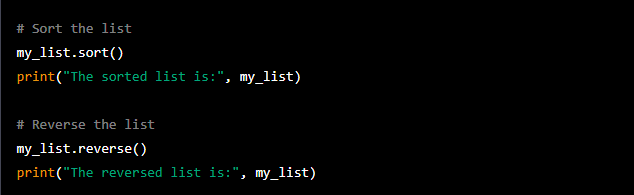 # Sort the list
my_list.sort()
print("The sorted list is:", my_list)
# Reverse the list
my_list.reverse()
print("The reversed list is:", my_list)